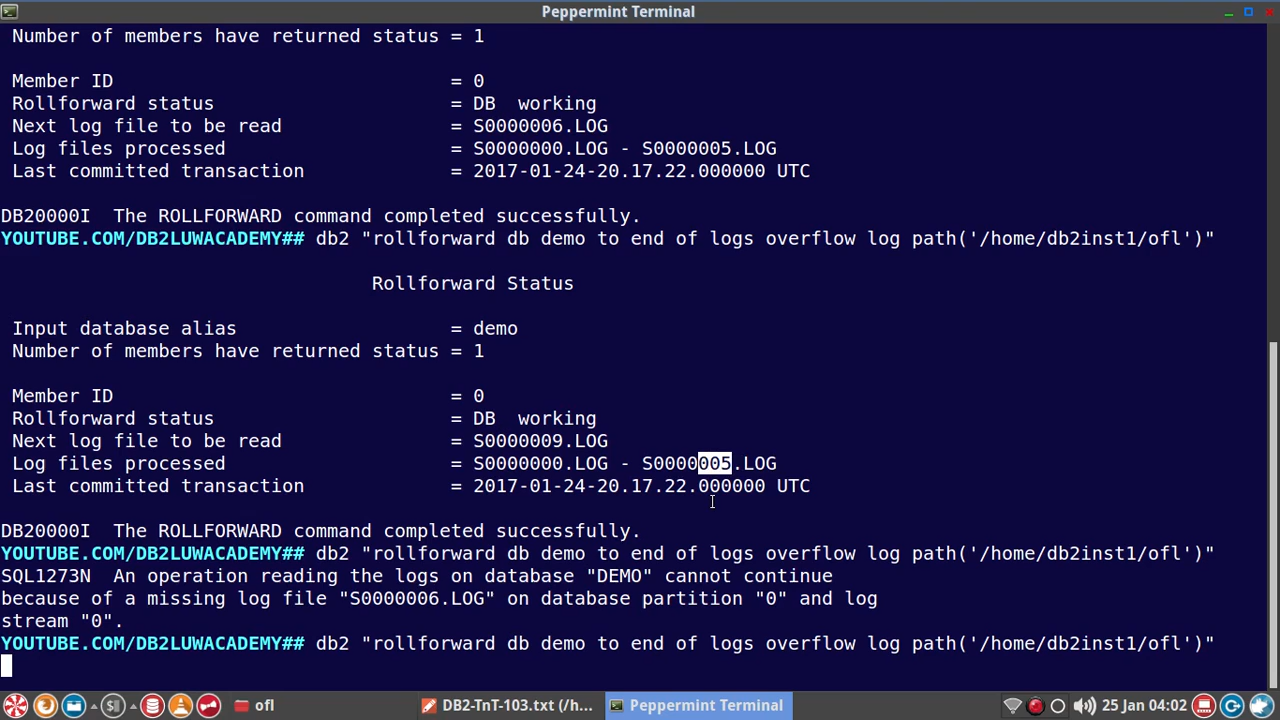 Peppermint Terminal
Number of members have returned status = 1
Member ID = 0
Rollforward status = DB working
Next log file to be read = S0000006.LOG
Log files processed = S0000000.LOG - S0000005.LOG
Last committed transaction = 2017-01-24-20.17.22.000000 UTC
DB20000I The ROLLFORWARD command completed successfully.
YOUTUBE.COM/DB2LUWACADEMY## db2 "rollforward db demo to end of logs overflow log path('/home/db2inst1/ofl')"
Rollforward Status
Input database alias = demo
Number of members have returned status = 1
Member ID = 0
Rollforward status = DB working
Next log file to be read = S0000009.LOG
Log files processed = S0000000.LOG - S0000005.LOG
Last committed transaction = 2017-01-24-20.17.22.000000 UTC
DB20000I The ROLLFORWARD command completed successfully.
YOUTUBE.COM/DB2LUWACADEMY## db2 "rollforward db demo to end of logs overflow log path('/home/db2inst1/ofl')"
SQL1273N An operation reading the logs on database "DEMO" cannot continue
because of a missing log file "S0000006.LOG" on database partition "0" and log
stream "0".
YOUTUBE.COM/DB2LUWACADEMY## db2 "rollforward db demo to end of logs overflow log path('/home/db2inst1/ofl')"
ofl DB2-TnT-103.txt (/h... Peppermint Terminal 25 Jan 04:02